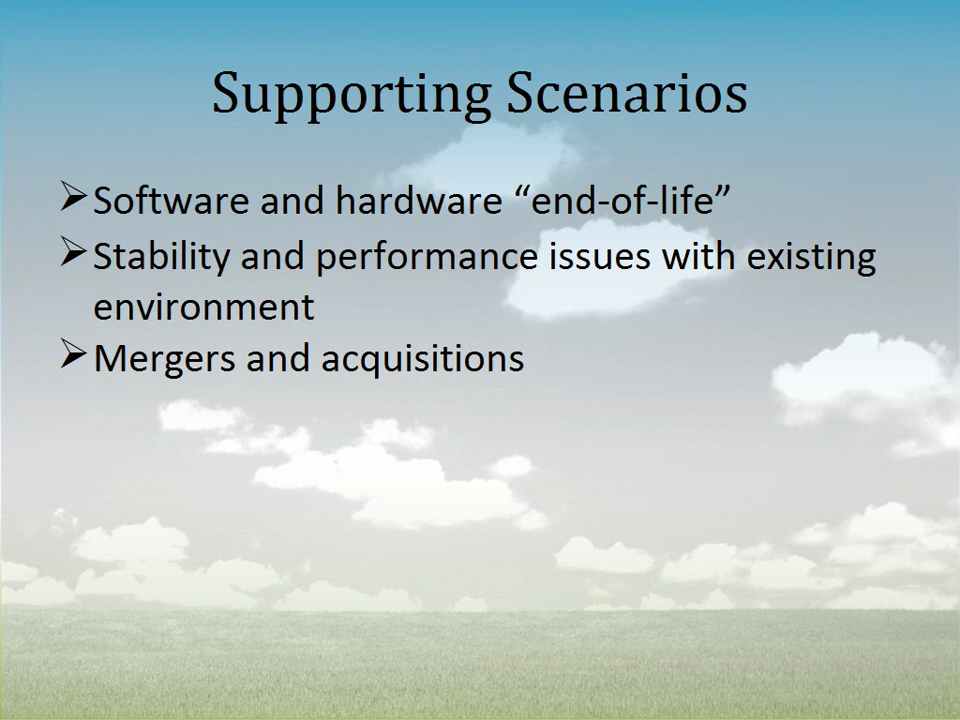 Supporting Scenarios
➢ Software and hardware “end-of-life”
➢ Stability and performance issues with existing
environment
➢ Mergers and acquisitions